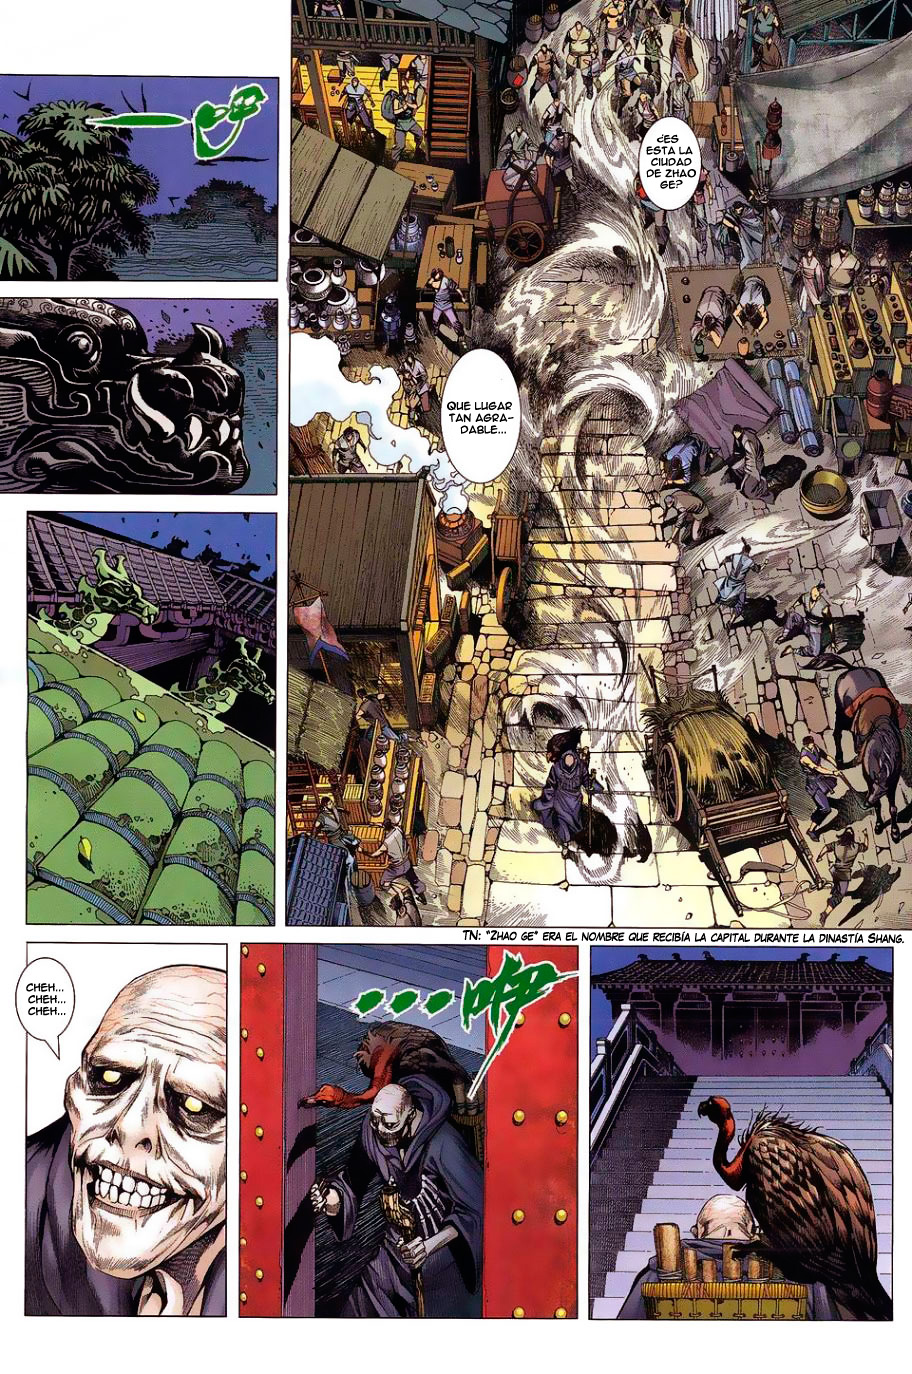 ¿ES
ESTA LA
CIUDAD
DE ZHAO
GE?
QUE LUGAR
TAN AGRA-
DABLE...
TN: "ZHAO GE" ERA EL NOMBRE QUE RECIBÍA LA CAPITAL DURANTE LA DINASTÍA SHANG.
CHEH...
CHEH...
CHEH...